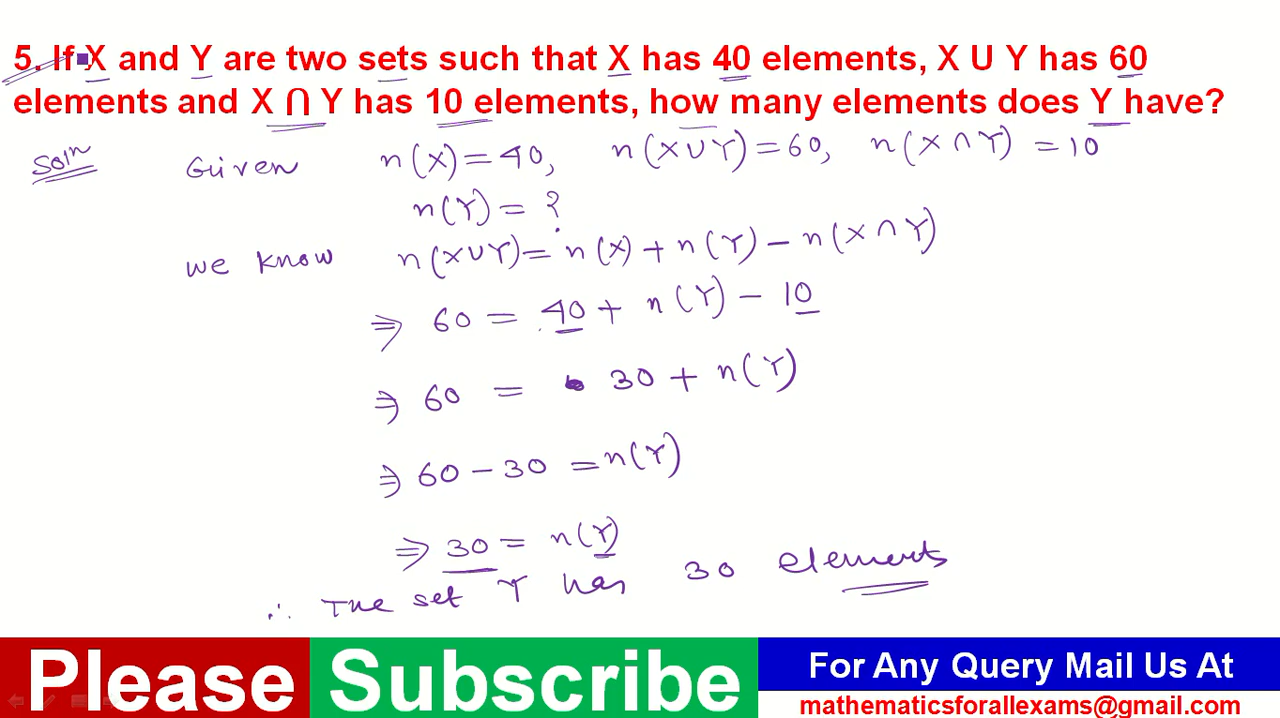 5. If X and Y are two sets such that X has 40 elements, X U Y has 60
elements and X ∩ Y has 10 elements, how many elements does Y have?
Soln Given n(X) = 40, n(X∪Y) = 60, n(X∩Y) = 10
n(Y) = ?
we know n(X∪Y) = n(X) + n(Y) − n(X∩Y)
⇒ 60 = 40 + n(Y) − 10
⇒ 60 = 30 + n(Y)
⇒ 60 − 30 = n(Y)
⇒ 30 = n(Y)
∴ The set Y has 30 elements
Please Subscribe
For Any Query Mail Us At
mathematicsforallexams@gmail.com